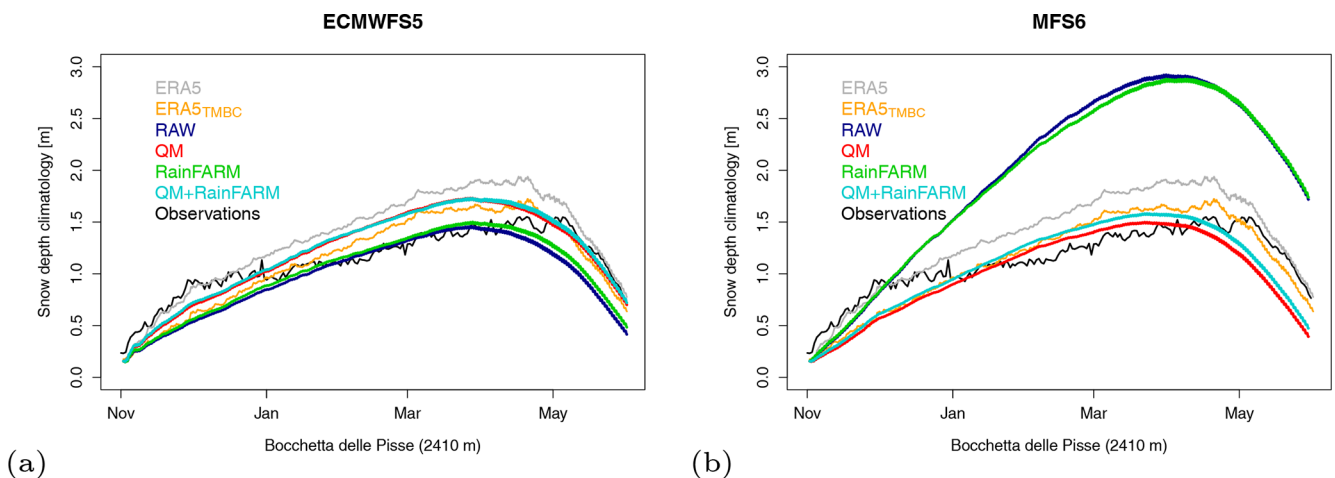 ECMWFS5
Snow depth climatology [m]
3.0
2.5
2.0
1.5
1.0
0.5
0.0
ERA5
ERA5TMBC
RAW
QM
RainFARM
QM+RainFARM
Observations
Nov Jan Mar May
Bocchetta delle Pisse (2410 m)
(a)
MFS6
Snow depth climatology [m]
3.0
2.5
2.0
1.5
1.0
0.5
0.0
ERA5
ERA5TMBC
RAW
QM
RainFARM
QM+RainFARM
Observations
Nov Jan Mar May
Bocchetta delle Pisse (2410 m)
(b)